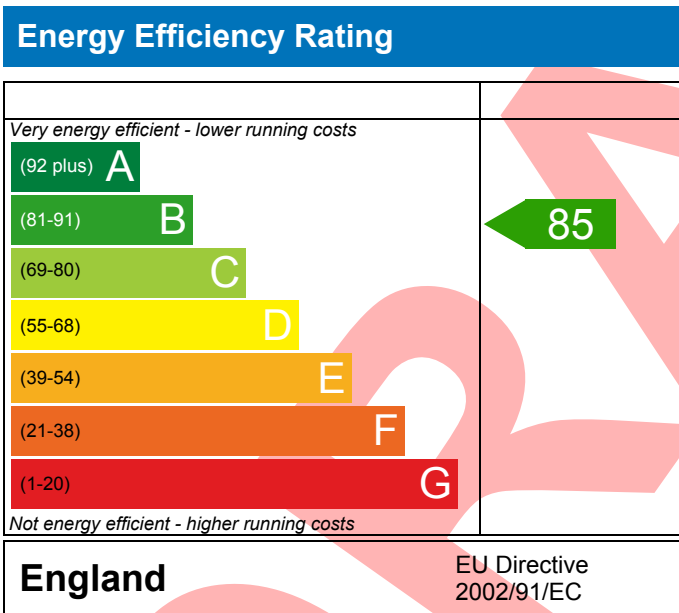 Energy Efficiency Rating
Very energy efficient - lower running costs
(92 plus) A
(81-91) B
85
(69-80) C
(55-68) D
(39-54) E
(21-38) F
(1-20) G
Not energy efficient - higher running costs
England
EU Directive
2002/91/EC